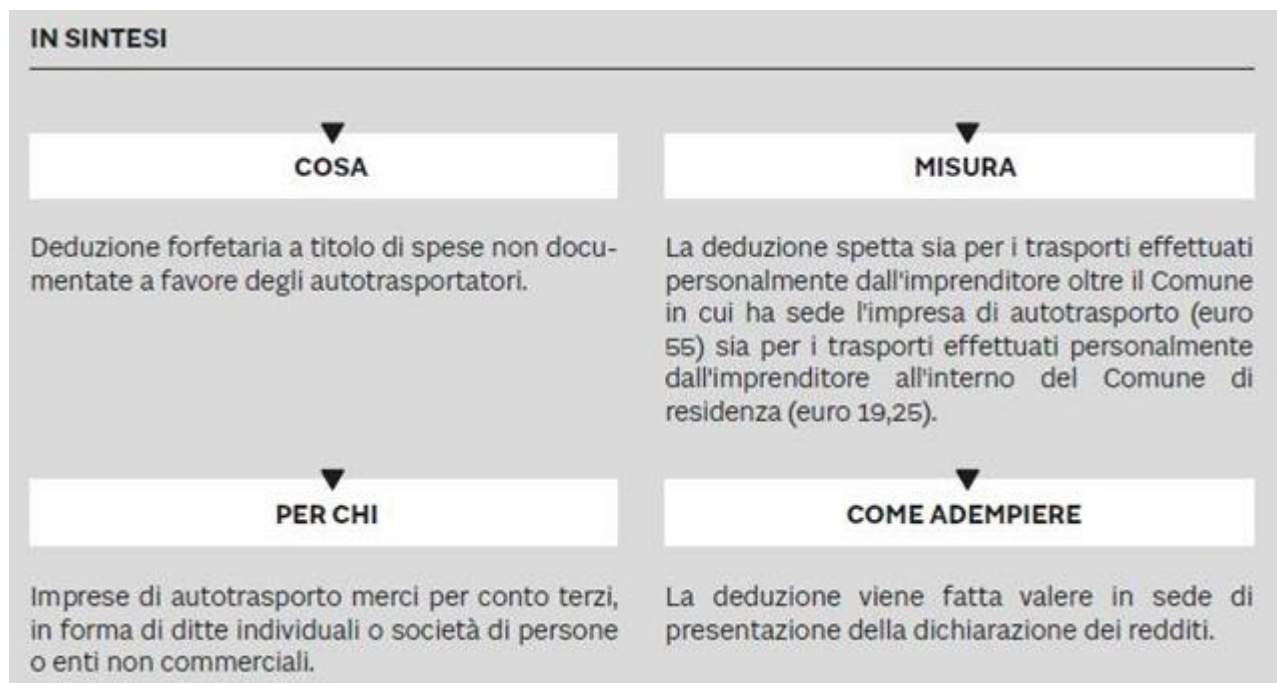 IN SINTESI
COSA
Deduzione forfetaria a titolo di spese non docu-
mentate a favore degli autotrasportatori.
MISURA
La deduzione spetta sia per i trasporti effettuati
personalmente dall'imprenditore oltre il Comune
in cui ha sede l'impresa di autotrasporto (euro
55) sia per i trasporti effettuati personalmente
dall'imprenditore all'interno del Comune di
residenza (euro 19,25).
PER CHI
Imprese di autotrasporto merci per conto terzi,
in forma di ditte individuali o società di persone
o enti non commerciali.
COME ADEMPIERE
La deduzione viene fatta valere in sede di
presentazione della dichiarazione dei redditi.